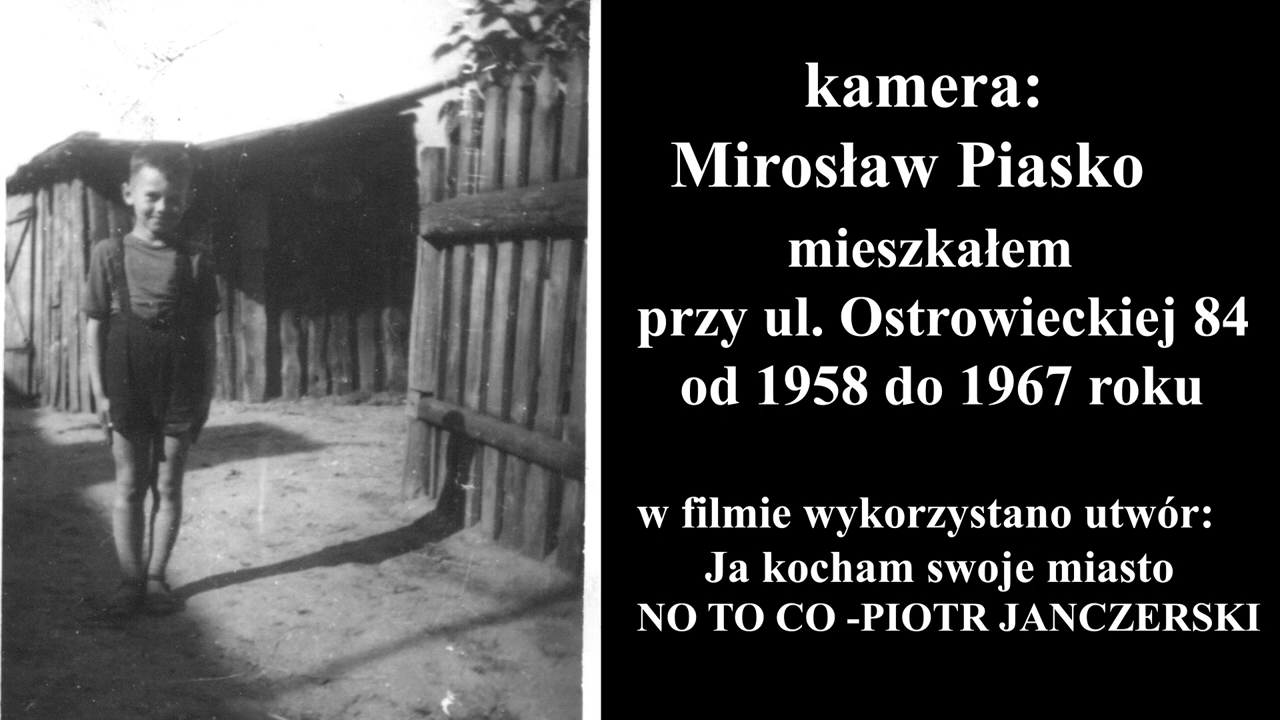 kamera:
Mirosław Piasko
mieszkałem
przy ul. Ostrowieckiej 84
od 1958 do 1967 roku
w filmie wykorzystano utwór:
Ja kocham swoje miasto
NO TO CO -PIOTR JANCZERSKI